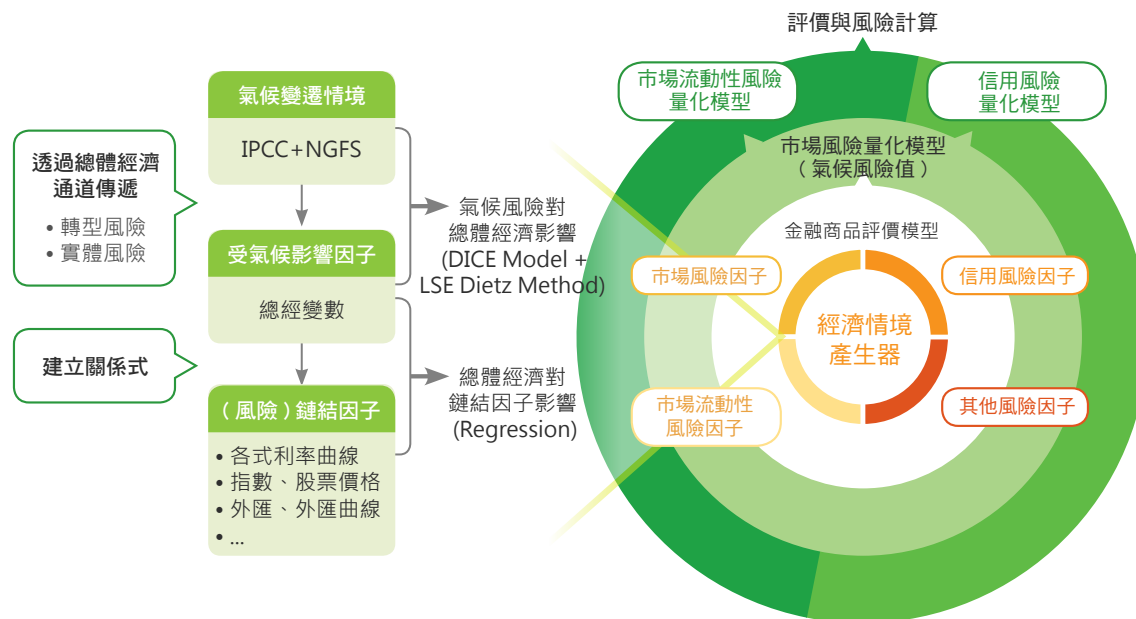 評價與風險計算
市場流動性風險
量化模型
信用風險
量化模型
氣候變遷情境
IPCC+NGFS
透過總體經濟
通道傳遞
• 轉型風險
• 實體風險
市場風險量化模型
（氣候風險值）
氣候風險對
總體經濟影響
(DICE Model +
LSE Dietz Method)
受氣候影響因子
總經變數
金融商品評價模型
市場風險因子
信用風險因子
經濟情境
產生器
建立關係式
總體經濟對
鏈結因子影響
(Regression)
（風險）鏈結因子
• 各式利率曲線
• 指數、股票價格
• 外匯、外匯曲線
• ...
市場流動性
風險因子
其他風險因子